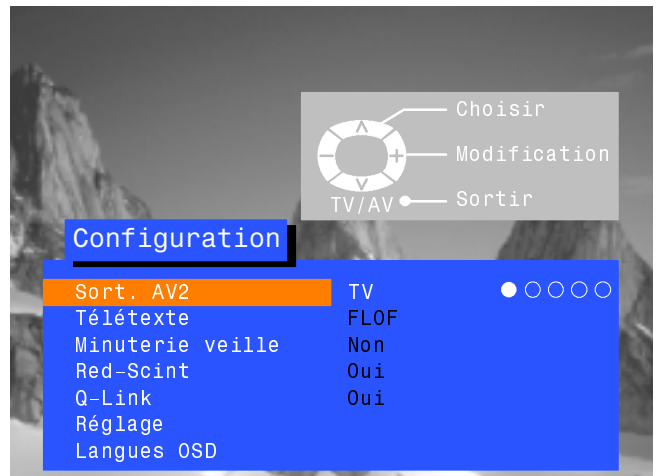 Choisir
Modification
TV/AV Sortir
Configuration
Sort. AV2 TV
Télétexte FLOF
Minuterie veille Non
Red-Scint Oui
Q-Link Oui
Réglage
Langues OSD